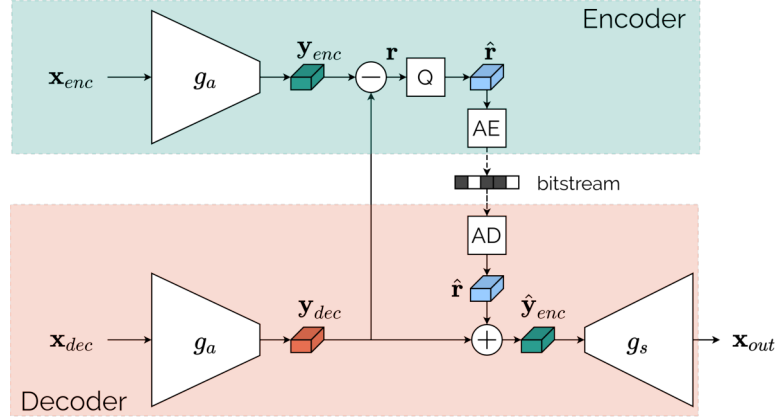 Encoder
x_enc
g_a
y_enc
−
r
Q
r̂
AE
bitstream
AD
r̂
x_dec
g_a
y_dec
+
ŷ_enc
g_s
x_out
Decoder